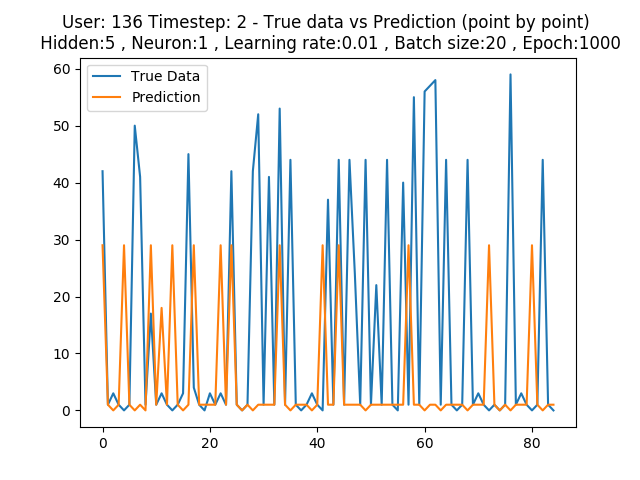 User: 136 Timestep: 2 - True data vs Prediction (point by point)
Hidden:5 , Neuron:1 , Learning rate:0.01 , Batch size:20 , Epoch:1000
True Data
Prediction
60
50
40
30
20
10
0
0 20 40 60 80